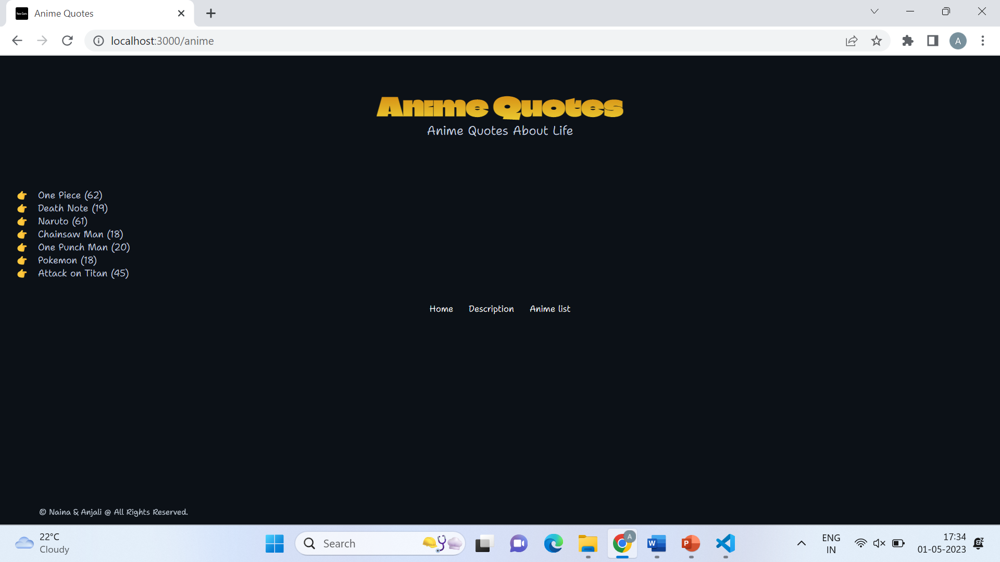 Anime Quotes
localhost:3000/anime
A
Anime Quotes
Anime Quotes About Life
One Piece (62)
Death Note (19)
Naruto (61)
Chainsaw Man (18)
One Punch Man (20)
Pokemon (18)
Attack on Titan (45)
Home Description Anime list
© Naina & Anjali @ All Rights Reserved.
22°C
Cloudy
Search
A
W
P
ENG
IN
17:34
01-05-2023